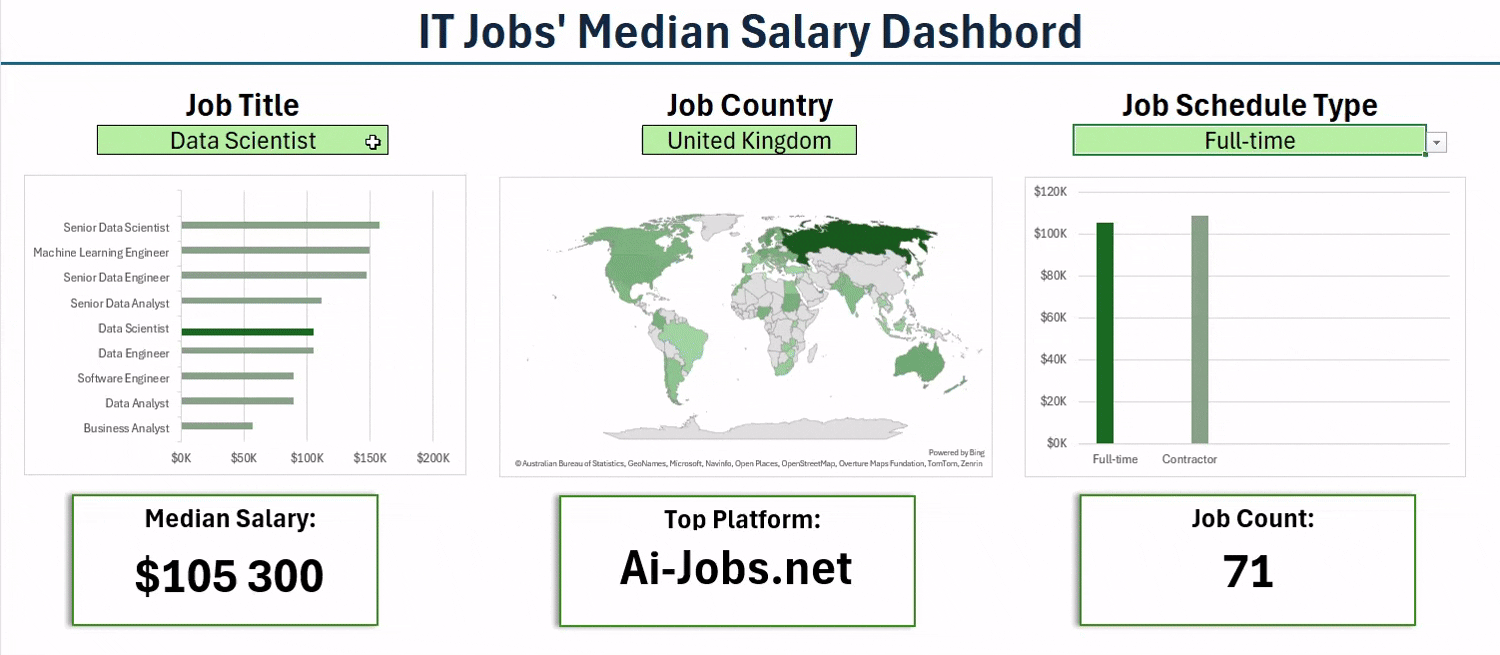 IT Jobs' Median Salary Dashbord
Job Title
Data Scientist
Job Country
United Kingdom
Job Schedule Type
Full-time
Senior Data Scientist
Machine Learning Engineer
Senior Data Engineer
Senior Data Analyst
Data Scientist
Data Engineer
Software Engineer
Data Analyst
Business Analyst
$0K $50K $100K $150K $200K
Powered by Bing
© Australian Bureau of Statistics, GeoNames, Microsoft, Navinfo, Open Places, OpenStreetMap, Overture Maps Fundation, TomTom, Zenrin
$120K
$100K
$80K
$60K
$40K
$20K
$0K
Full-time Contractor
Median Salary:
$105 300
Top Platform:
Ai-Jobs.net
Job Count:
71